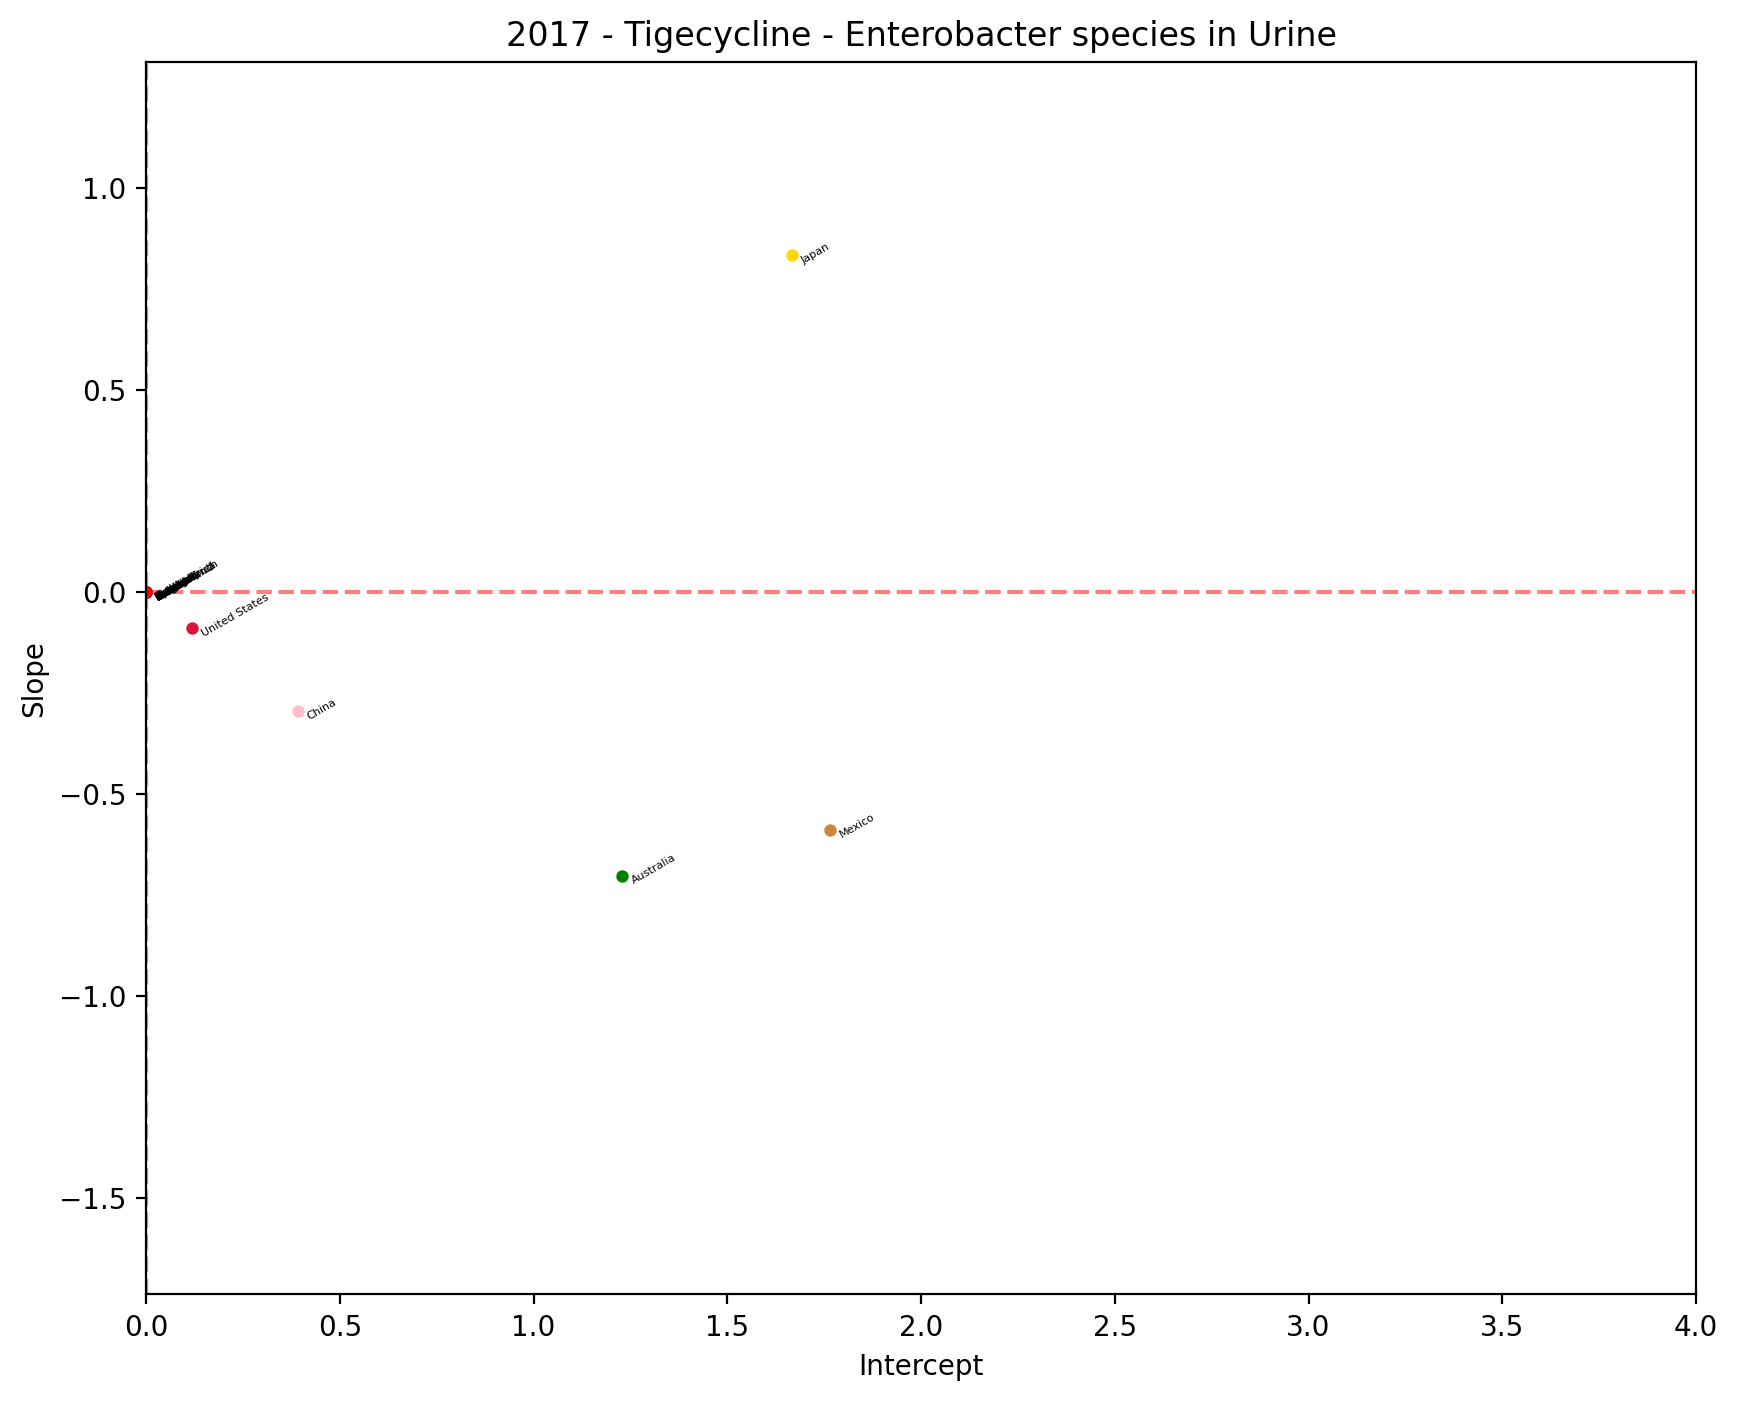 2017 - Tigecycline - Enterobacter species in Urine
1.0
0.5
0.0
−0.5
−1.0
−1.5
Slope
Japan
United States
China
Mexico
Australia
0.0 0.5 1.0 1.5 2.0 2.5 3.0 3.5 4.0
Intercept